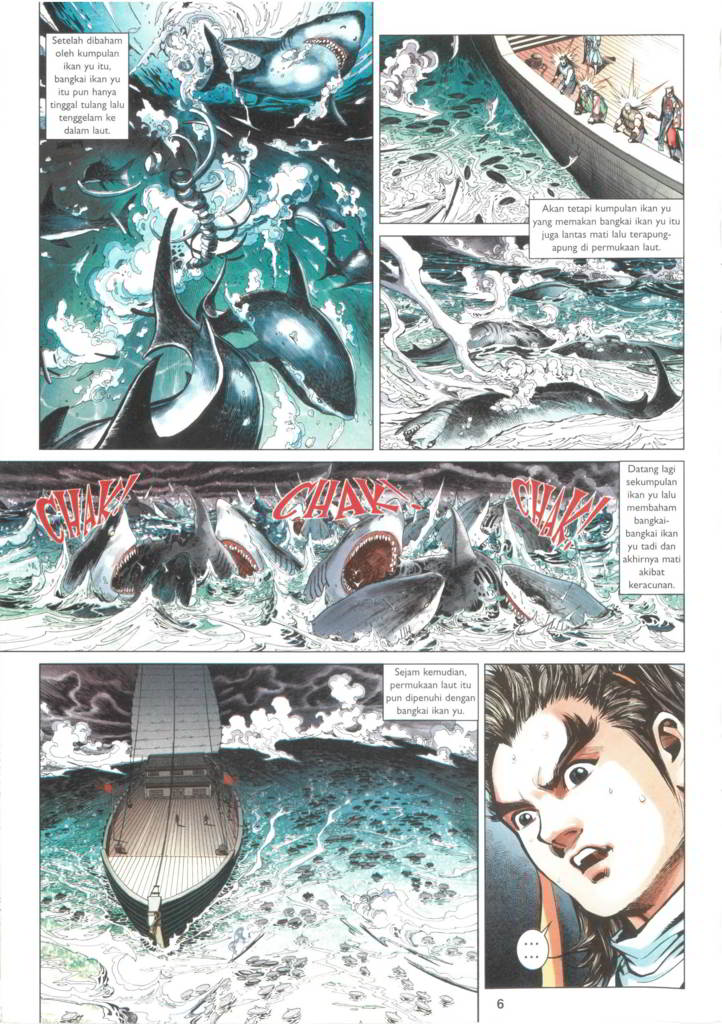 Setelah dibaham
oleh kumpulan
ikan yu itu,
bangkai ikan yu
itu pun hanya
tinggal tulang lalu
tenggelam ke
dalam laut.
Akan tetapi kumpulan ikan yu
yang memakan bangkai ikan yu itu
juga lantas mati lalu terapung-
apung di permukaan laut.
CHAK!
CHAK!
CHAK!
Datang lagi
sekumpulan
ikan yu lalu
membaham
bangkai-
bangkai ikan
yu tadi dan
akhirnya mati
akibat
keracunan.
Sejam kemudian,
permukaan laut itu
pun dipenuhi dengan
bangkai ikan yu.
...
...
6